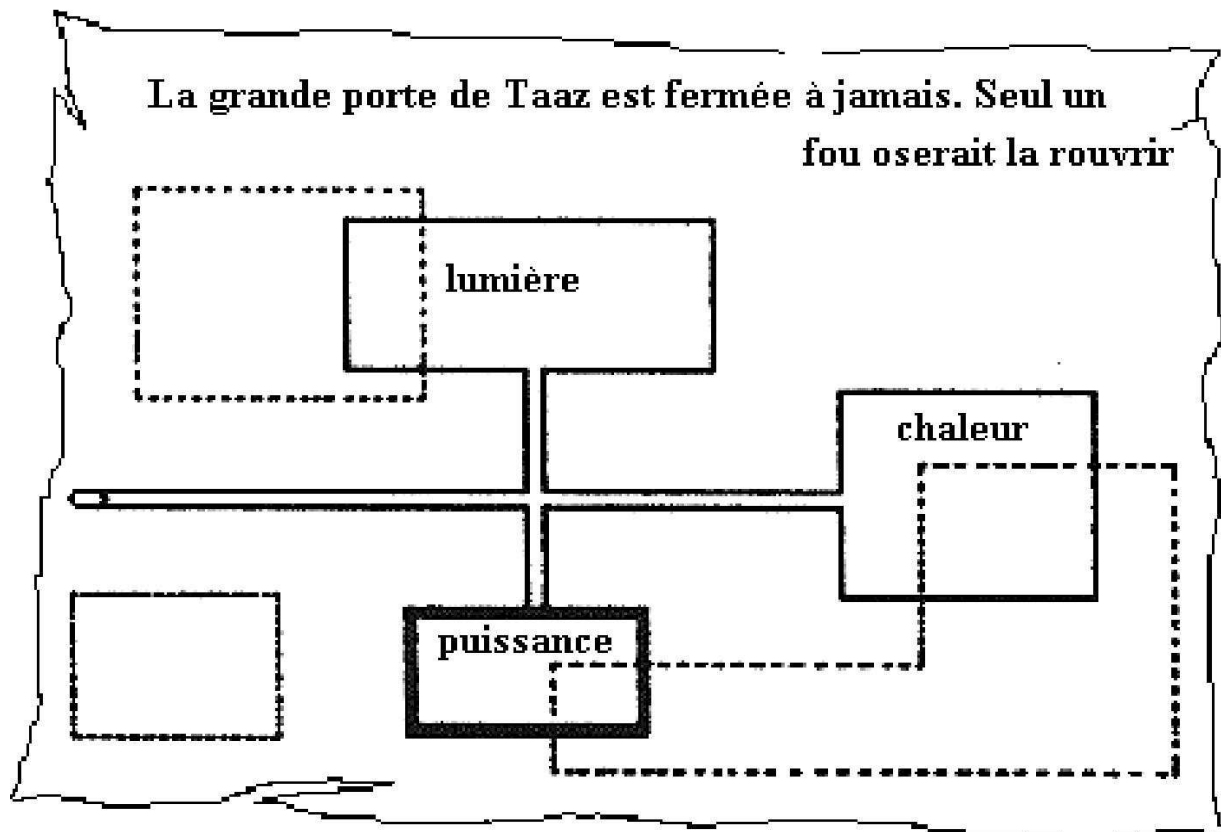 La grande porte de Taaz est fermée à jamais. Seul un
fou oserait la rouvrir
lumière
chaleur
puissance